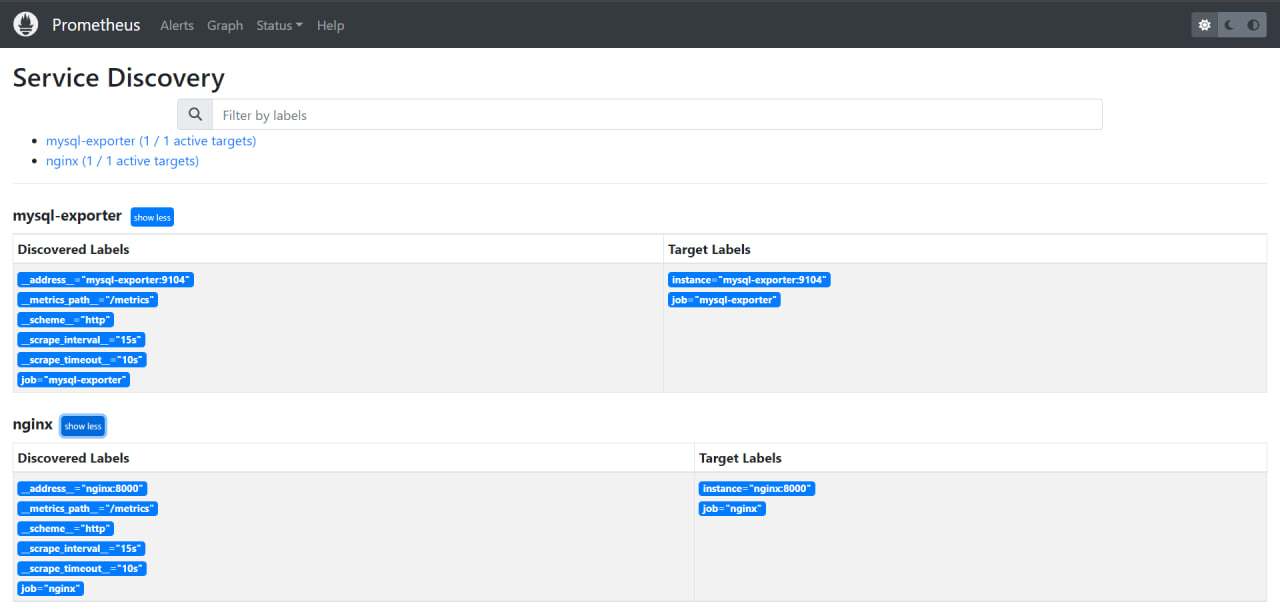 Prometheus Alerts Graph Status Help
Service Discovery
Filter by labels
mysql-exporter (1 / 1 active targets)
nginx (1 / 1 active targets)
mysql-exporter show less
Discovered Labels Target Labels
__address__="mysql-exporter:9104" instance="mysql-exporter:9104"
__metrics_path__="/metrics" job="mysql-exporter"
__scheme__="http"
__scrape_interval__="15s"
__scrape_timeout__="10s"
job="mysql-exporter"
nginx show less
Discovered Labels Target Labels
__address__="nginx:8000" instance="nginx:8000"
__metrics_path__="/metrics" job="nginx"
__scheme__="http"
__scrape_interval__="15s"
__scrape_timeout__="10s"
job="nginx"